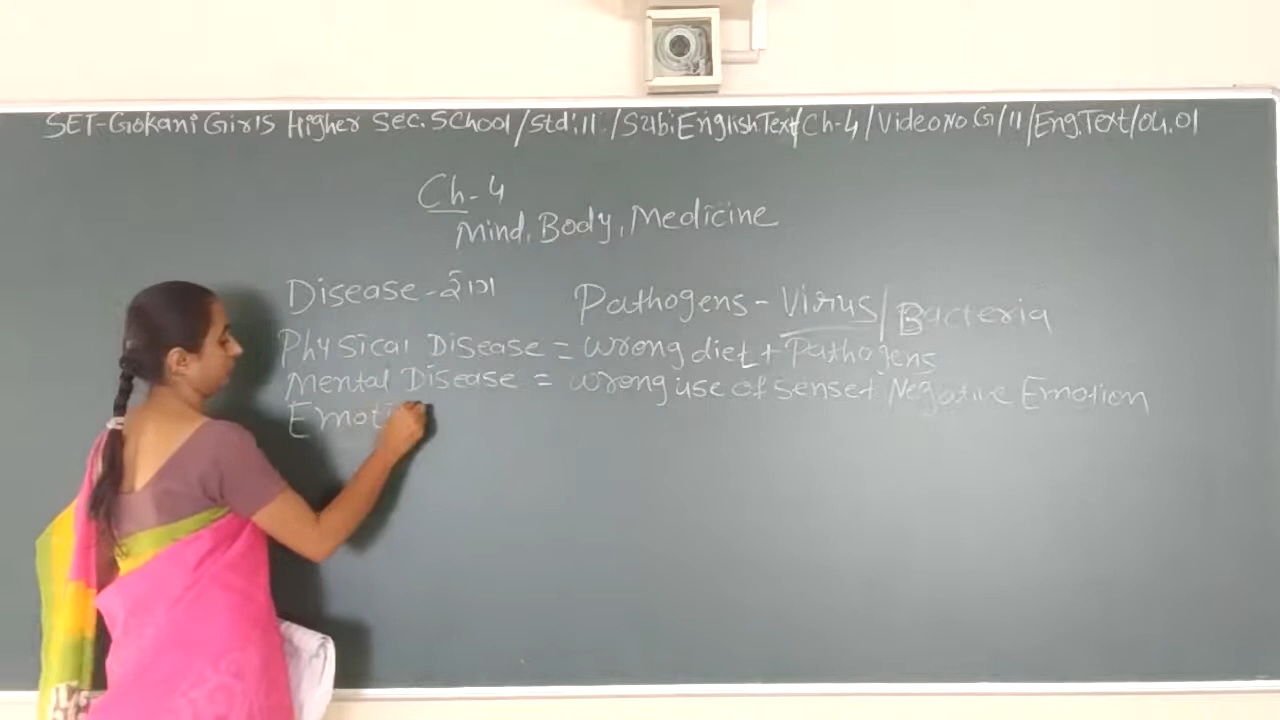 SET-Gokani Girls Higher Sec. School/Std:11/Sub:English.Text/Ch-4/Video No.G/11/Eng.Text/04.01
Ch-4
Mind, Body, Medicine
Disease - રોગ
Pathogens - Virus/Bacteria
Physical Disease = wrong diet + Pathogens
Mental Disease = wrong use of sense + Negative Emotion
Emoti